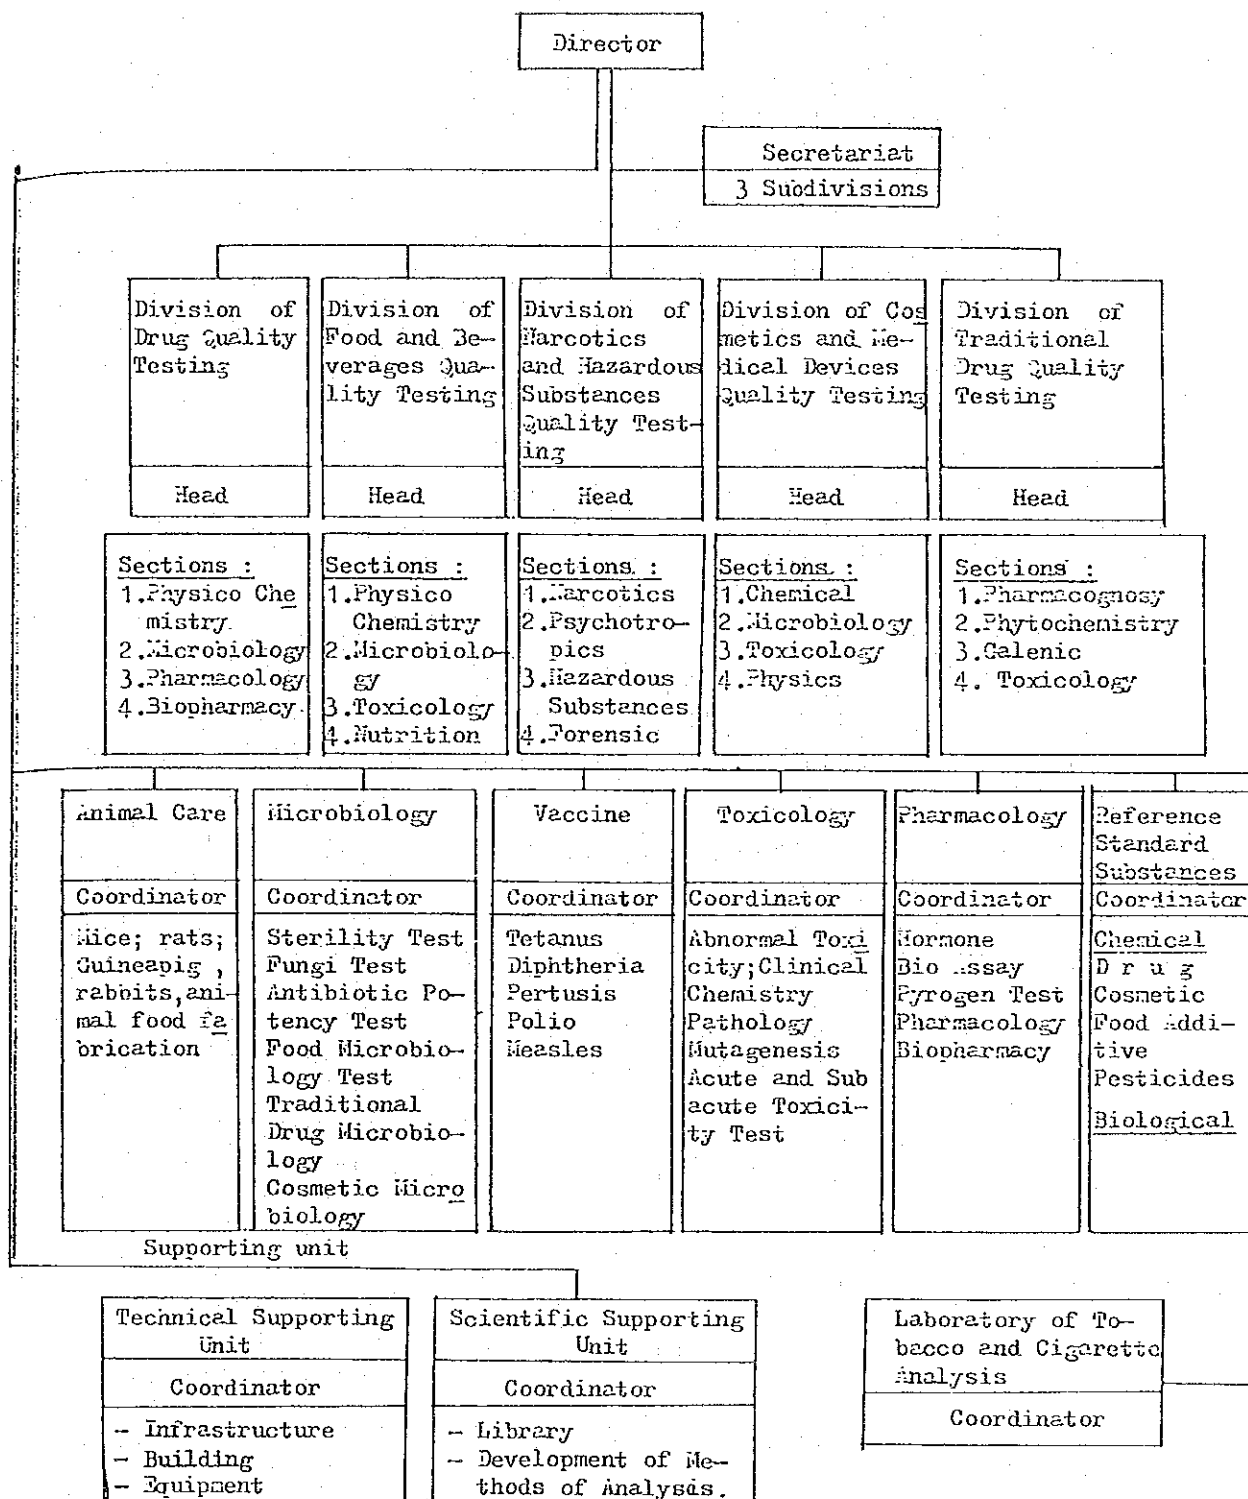 Director
Secretariat
3 Subdivisions
Division of
Drug Quality
Testing
Head
Division of
Food and Be-
verages Qua-
lity Testing
Head
Division of
Narcotics
and Hazardous
Substances
Quality Test-
ing
Head
Division of Cos
metics and Me-
dical Devices
Quality Testing
Head
Division of
Traditional
Drug Quality
Testing
Head
Sections :
1.Physico Che
mistry.
2.Microbiology
3.Pharmacology
4.Biopharmacy.
Sections :
1.Physico
Chemistry
2.Microbiolo-
gy
3.Toxicology
4.Nutrition
Sections :
1.Narcotics
2.Psychotro-
pics
3.Hazardous
Substances
4.Forensic
Sections :
1.Chemical
2.Microbiology
3.Toxicology
4.Physics
Sections :
1.Pharmacognosy
2.Phytochemistry
3.Galenic
4. Toxicology
Animal Care
Coordinator
Mice; rats;
Guineapig ,
rabbits,ani-
mal food fa
brication
Microbiology
Coordinator
Sterility Test
Fungi Test
Antibiotic Po-
tency Test
Food Microbio-
logy Test
Traditional
Drug Microbio-
logy
Cosmetic Micro
biology
Vaccine
Coordinator
Tetanus
Diphtheria
Pertusis
Polio
Measles
Toxicology
Coordinator
Abnormal Toxi
city;Clinical
Chemistry
Pathology
Mutagenesis
Acute and Sub
acute Toxici-
ty Test
Pharmacology
Coordinator
Hormone
Bio Assay
Pyrogen Test
Pharmacology
Biopharmacy
Reference
Standard
Substances
Coordinator
Chemical
D r u g
Cosmetic
Food Addi-
tive
Pesticides
Biological
Supporting unit
Technical Supporting
Unit
Coordinator
- Infrastructure
- Building
- Equipment
Scientific Supporting
Unit
Coordinator
- Library
- Development of Me-
thods of Analysis.
Laboratory of To-
bacco and Cigarette
Analysis
Coordinator